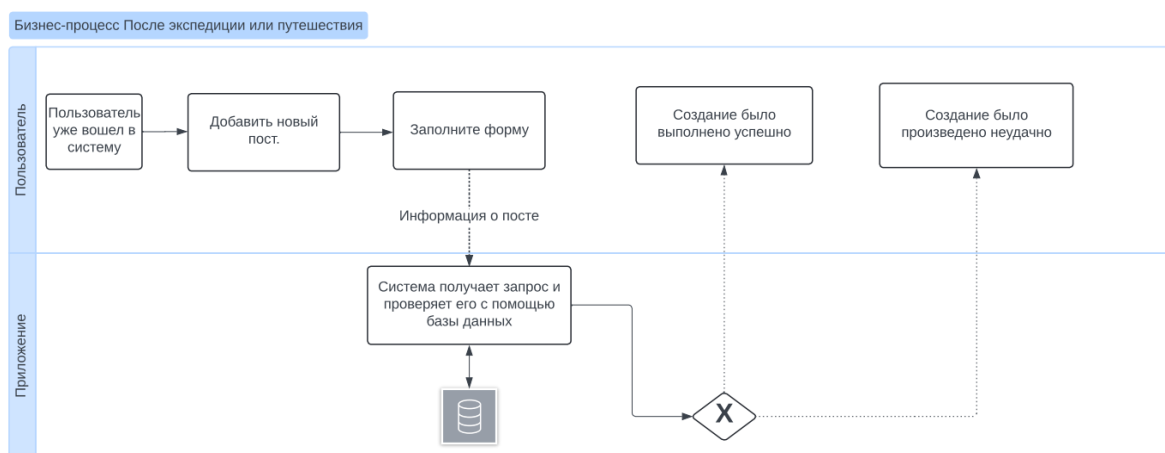 Бизнес-процесс После экспедиции или путешествия
Пользователь
Пользователь
уже вошел в
систему
Добавить новый
пост.
Заполните форму
Создание было
выполнено успешно
Создание было
произведено неудачно
Информация о посте
Приложение
Система получает запрос и
проверяет его с помощью
базы данных
X